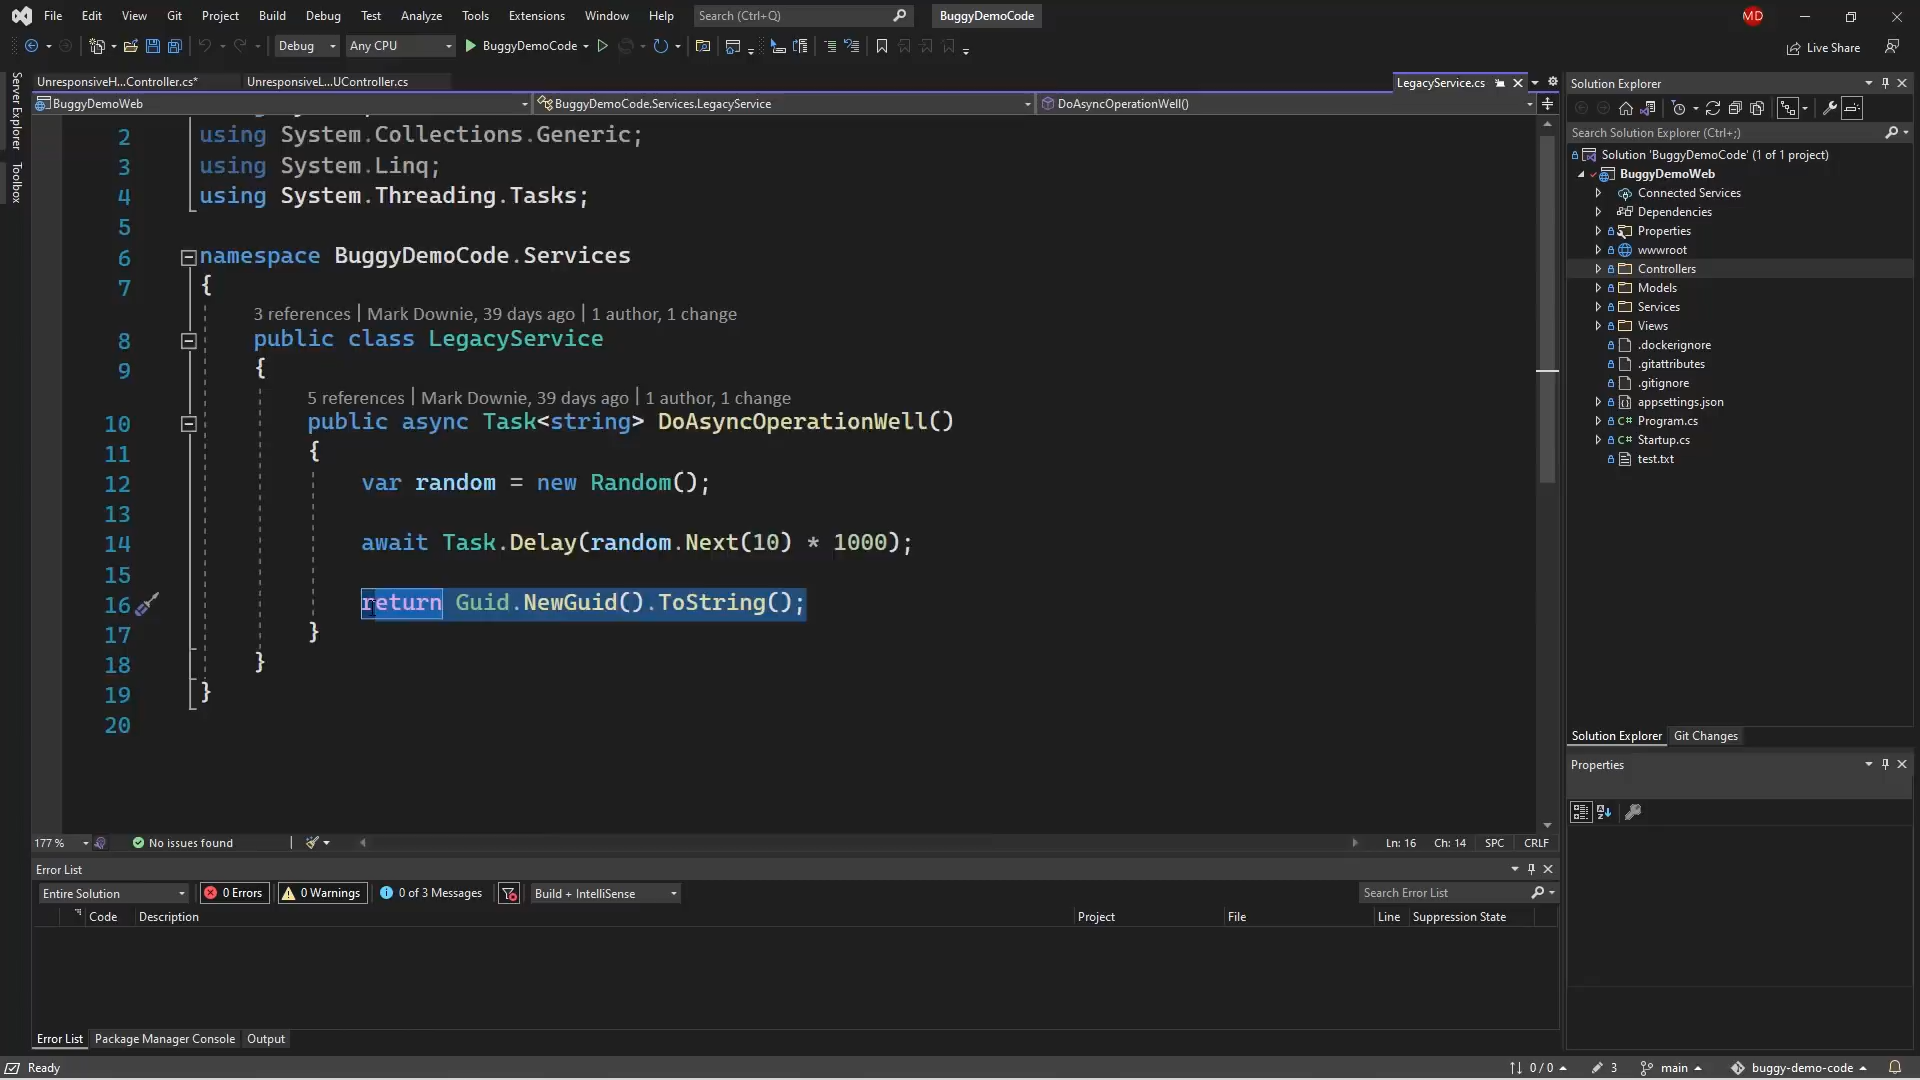 File Edit View Git Project Build Debug Test Analyze Tools Extensions Window Help Search (Ctrl+Q) BuggyDemoCode MD
Debug Any CPU BuggyDemoCode Live Share
Server Explorer
Toolbox
UnresponsiveH...Controller.cs* UnresponsiveL...UController.cs LegacyService.cs
BuggyDemoWeb BuggyDemoCode.Services.LegacyService DoAsyncOperationWell()
2 using System.Collections.Generic;
3 using System.Linq;
4 using System.Threading.Tasks;
5
6 namespace BuggyDemoCode.Services
7 {
3 references | Mark Downie, 39 days ago | 1 author, 1 change
8 public class LegacyService
9 {
5 references | Mark Downie, 39 days ago | 1 author, 1 change
10 public async Task<string> DoAsyncOperationWell()
11 {
12 var random = new Random();
13
14 await Task.Delay(random.Next(10) * 1000);
15
16 return Guid.NewGuid().ToString();
17 }
18 }
19 }
20
177 % No issues found Ln: 16 Ch: 14 SPC CRLF
Error List
Entire Solution 0 Errors 0 Warnings 0 of 3 Messages Build + IntelliSense Search Error List
Code Description Project File Line Suppression State
Error List Package Manager Console Output
Solution Explorer
Search Solution Explorer (Ctrl+;)
Solution 'BuggyDemoCode' (1 of 1 project)
BuggyDemoWeb
Connected Services
Dependencies
Properties
wwwroot
Controllers
Models
Services
Views
.dockerignore
.gitattributes
.gitignore
appsettings.json
C# Program.cs
C# Startup.cs
test.txt
Solution Explorer Git Changes
Properties
Ready 0 / 0 3 main buggy-demo-code